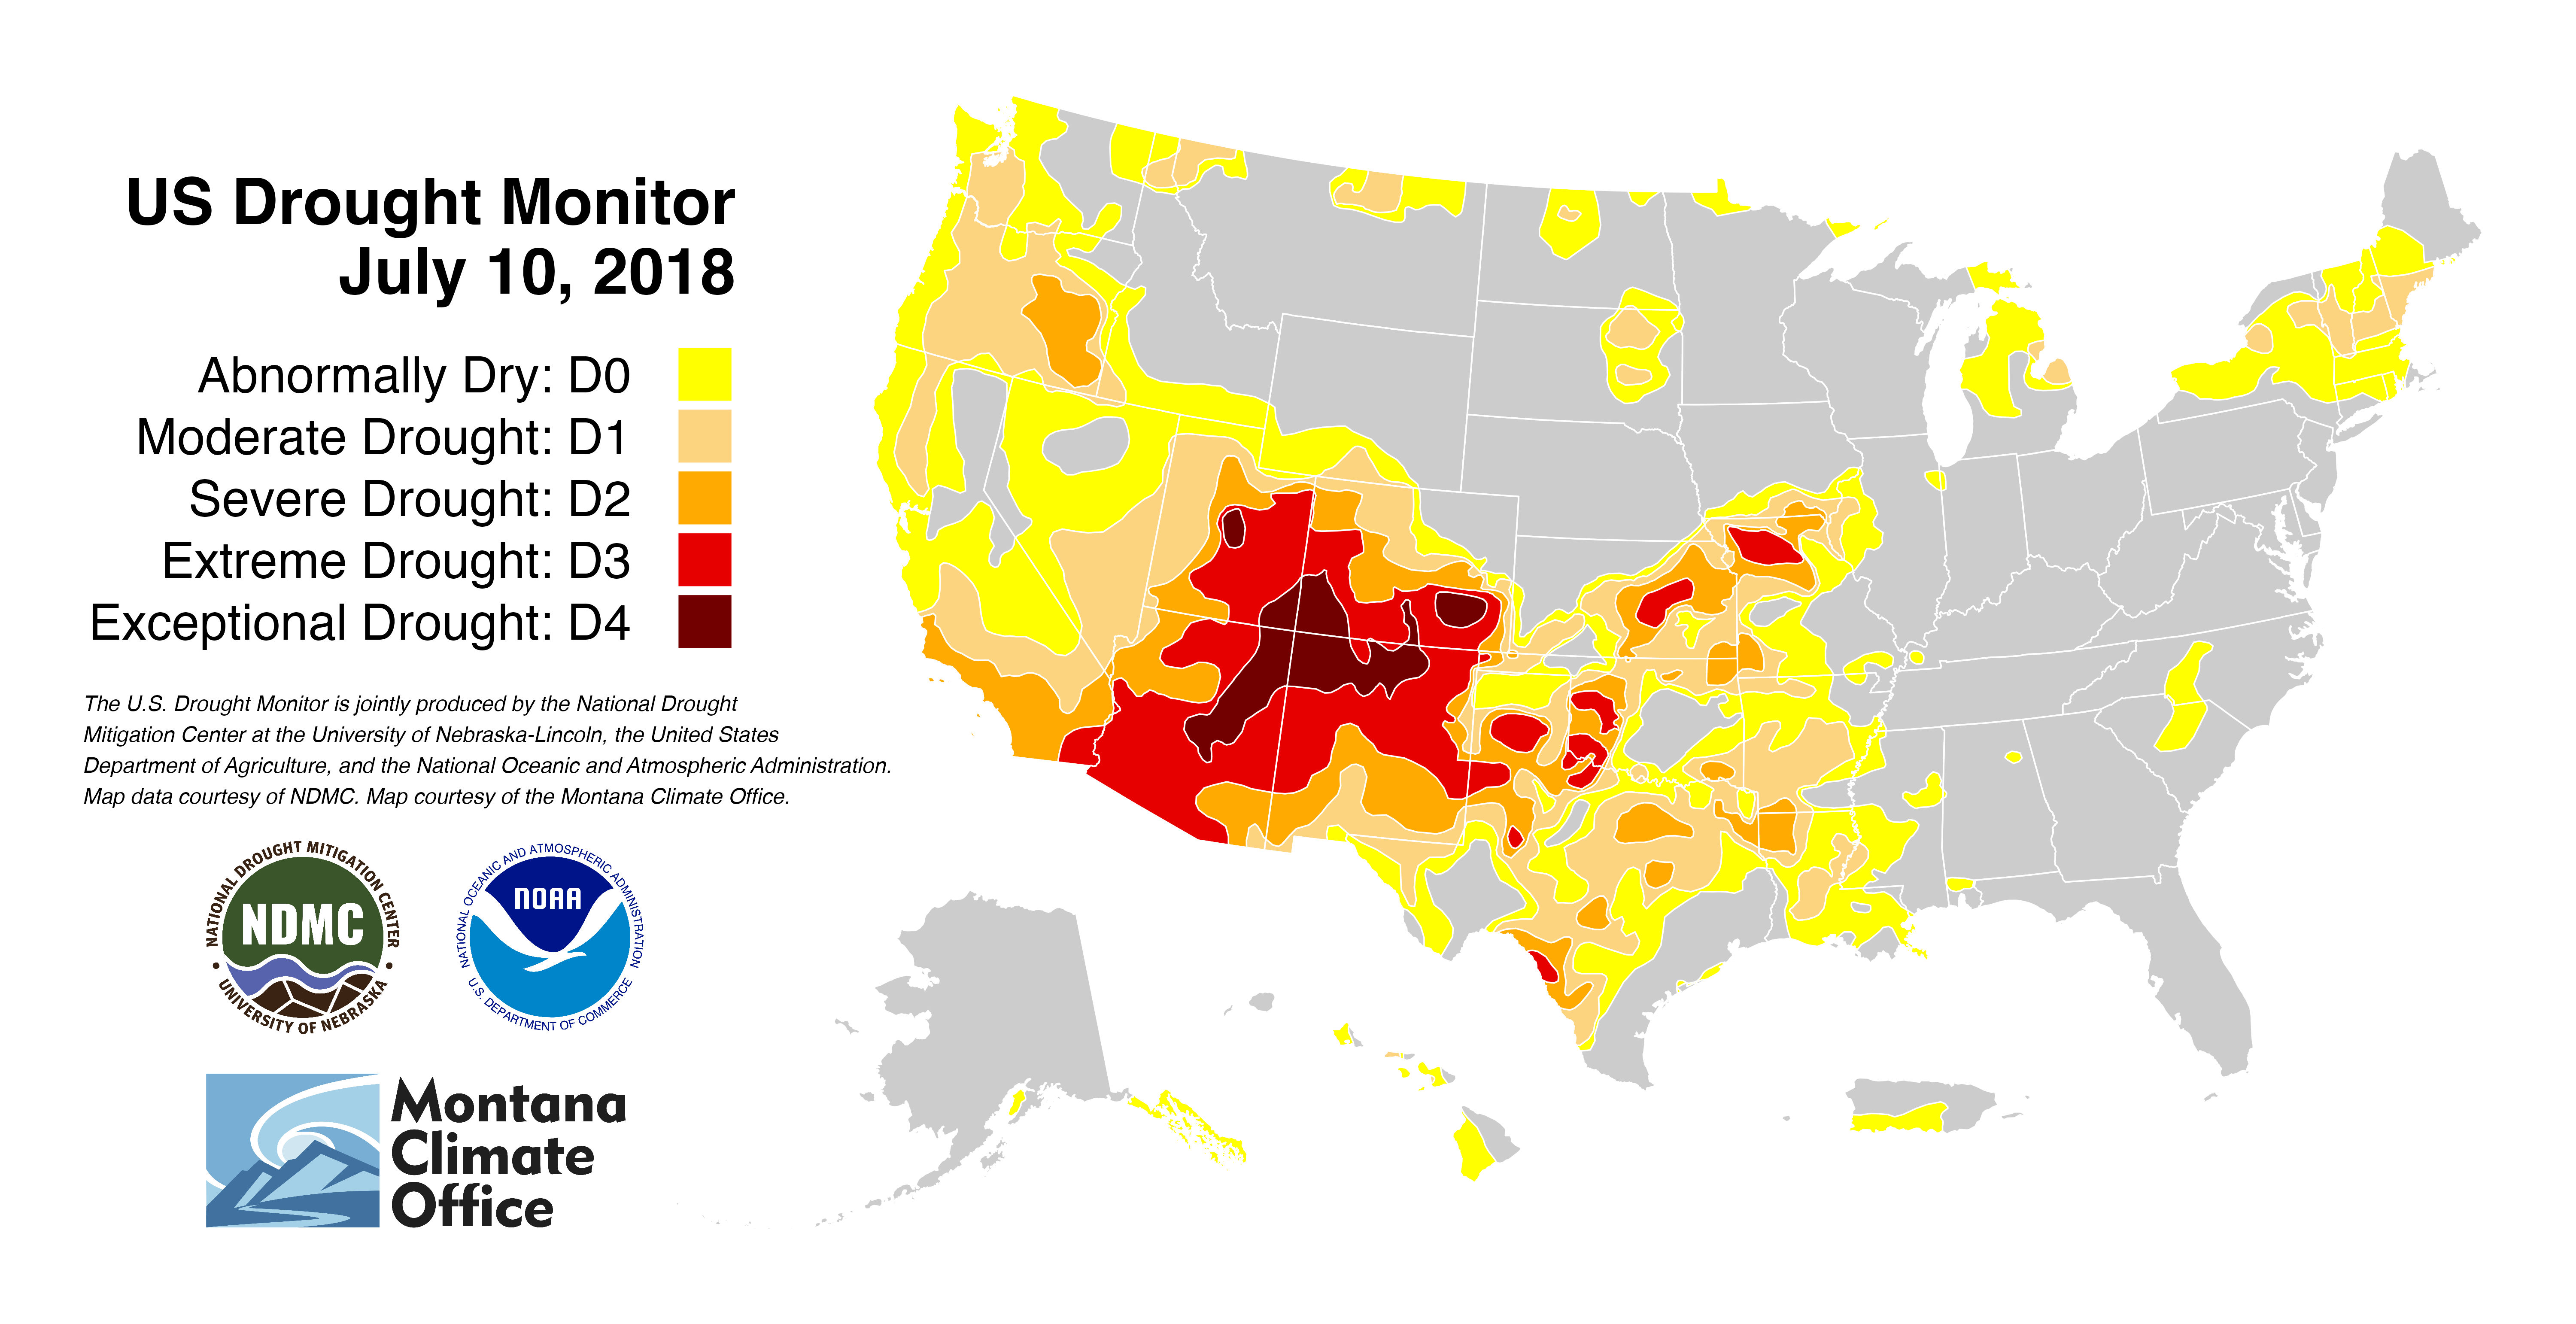 US Drought Monitor
July 10, 2018
Abnormally Dry: D0
Moderate Drought: D1
Severe Drought: D2
Extreme Drought: D3
Exceptional Drought: D4
The U.S. Drought Monitor is jointly produced by the National Drought
Mitigation Center at the University of Nebraska-Lincoln, the United States
Department of Agriculture, and the National Oceanic and Atmospheric Administration.
Map data courtesy of NDMC. Map courtesy of the Montana Climate Office.
NATIONAL DROUGHT MITIGATION CENTER
NDMC
• UNIVERSITY OF NEBRASKA •
NATIONAL OCEANIC AND ATMOSPHERIC ADMINISTRATION
NOAA
U.S. DEPARTMENT OF COMMERCE
Montana
Climate
Office